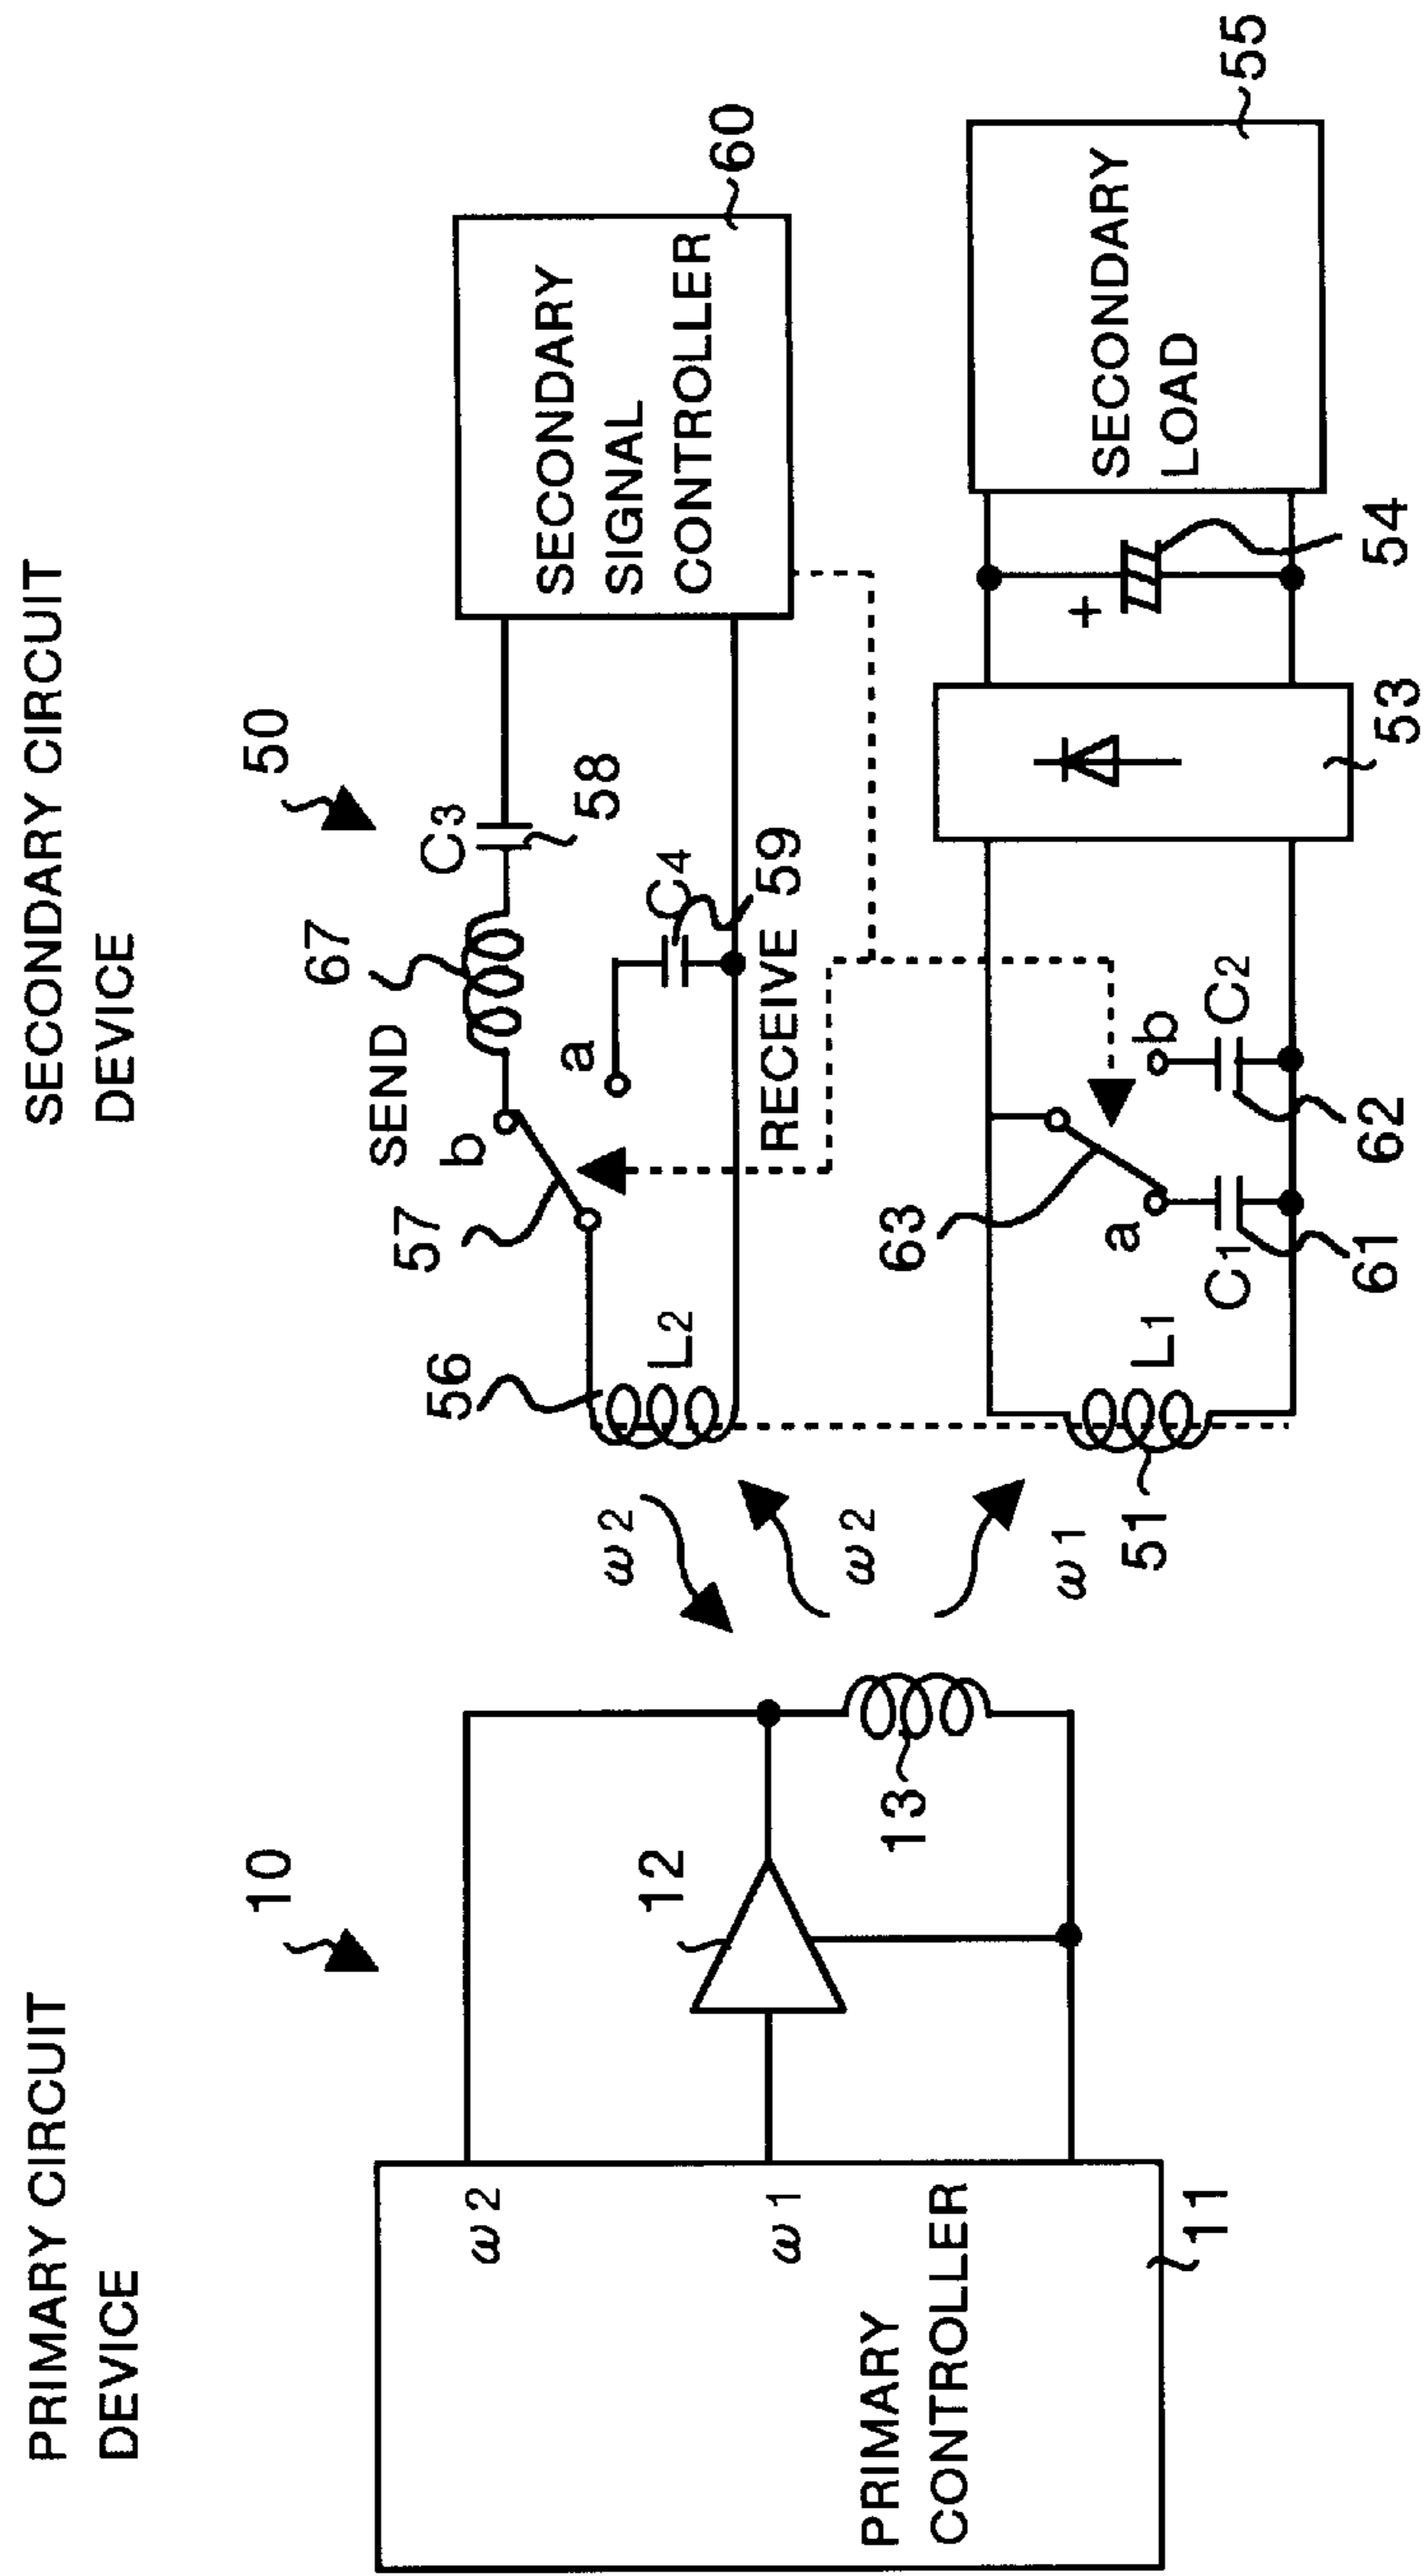 PRIMARY CIRCUIT
DEVICE
SECONDARY CIRCUIT
DEVICE
10
50
ω2
ω1
PRIMARY
CONTROLLER
11
12
13
ω2
ω2
ω1
56
L2
57
b
SEND
67
C3
58
a
C4
59
RECEIVE
SECONDARY
SIGNAL
CONTROLLER
60
51
L1
63
a
b
C1
61
C2
62
53
+
54
SECONDARY
LOAD
55